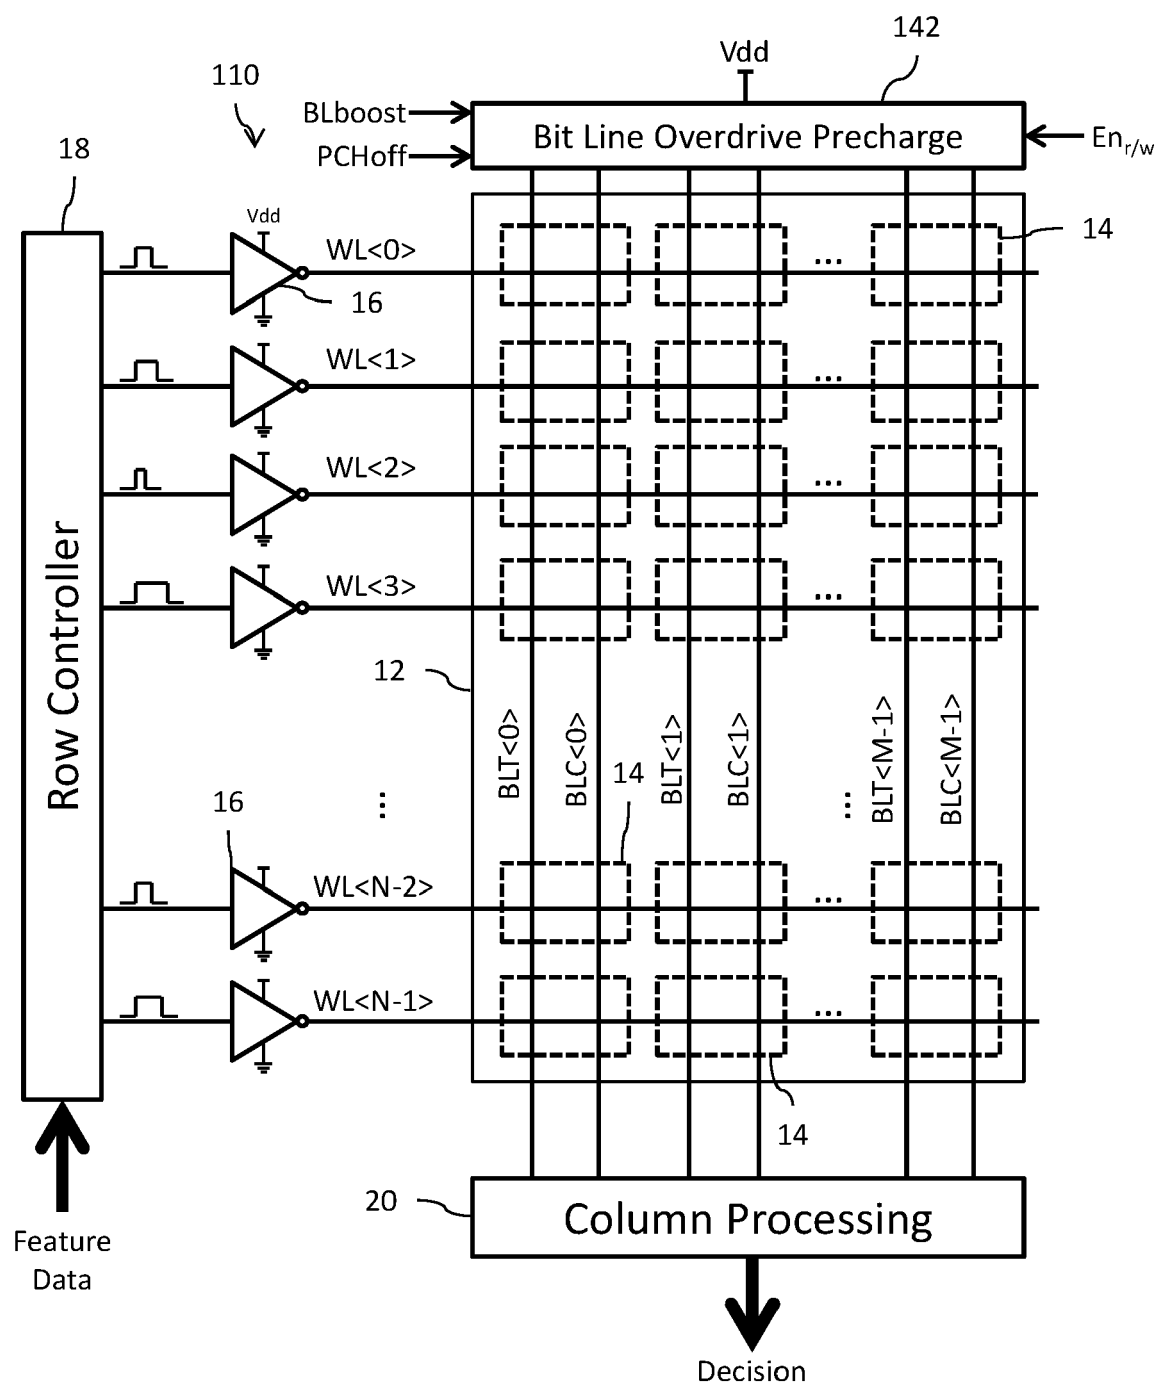 142
Vdd
110
BLboost
Bit Line Overdrive Precharge
PCHoff
En r/w
18
Vdd
14
WL<0>
...
16
WL<1>
...
WL<2>
...
WL<3>
...
Row Controller
12
BLT<0>
BLC<0>
BLT<1>
BLC<1>
BLT<M-1>
BLC<M-1>
14
16
...
...
WL<N-2>
...
WL<N-1>
...
14
20
Column Processing
Feature
Data
Decision